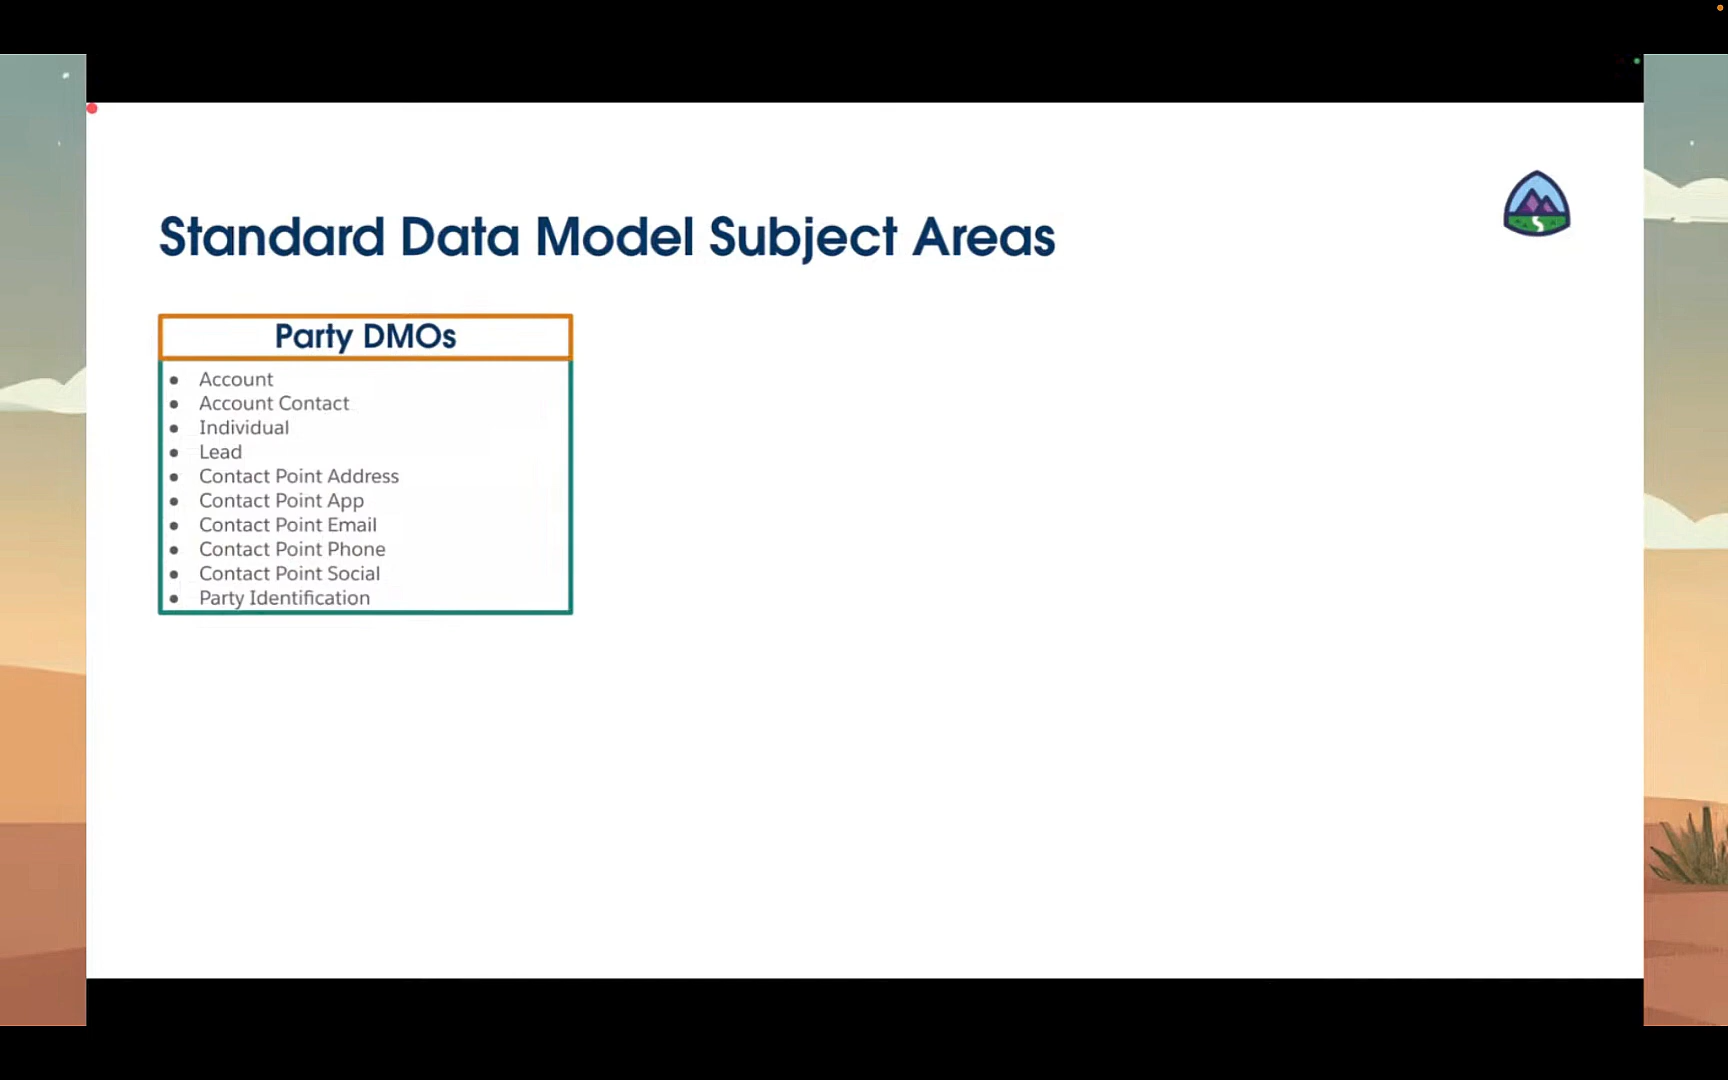 Standard Data Model Subject Areas
Party DMOs
● Account
● Account Contact
● Individual
● Lead
● Contact Point Address
● Contact Point App
● Contact Point Email
● Contact Point Phone
● Contact Point Social
● Party Identification